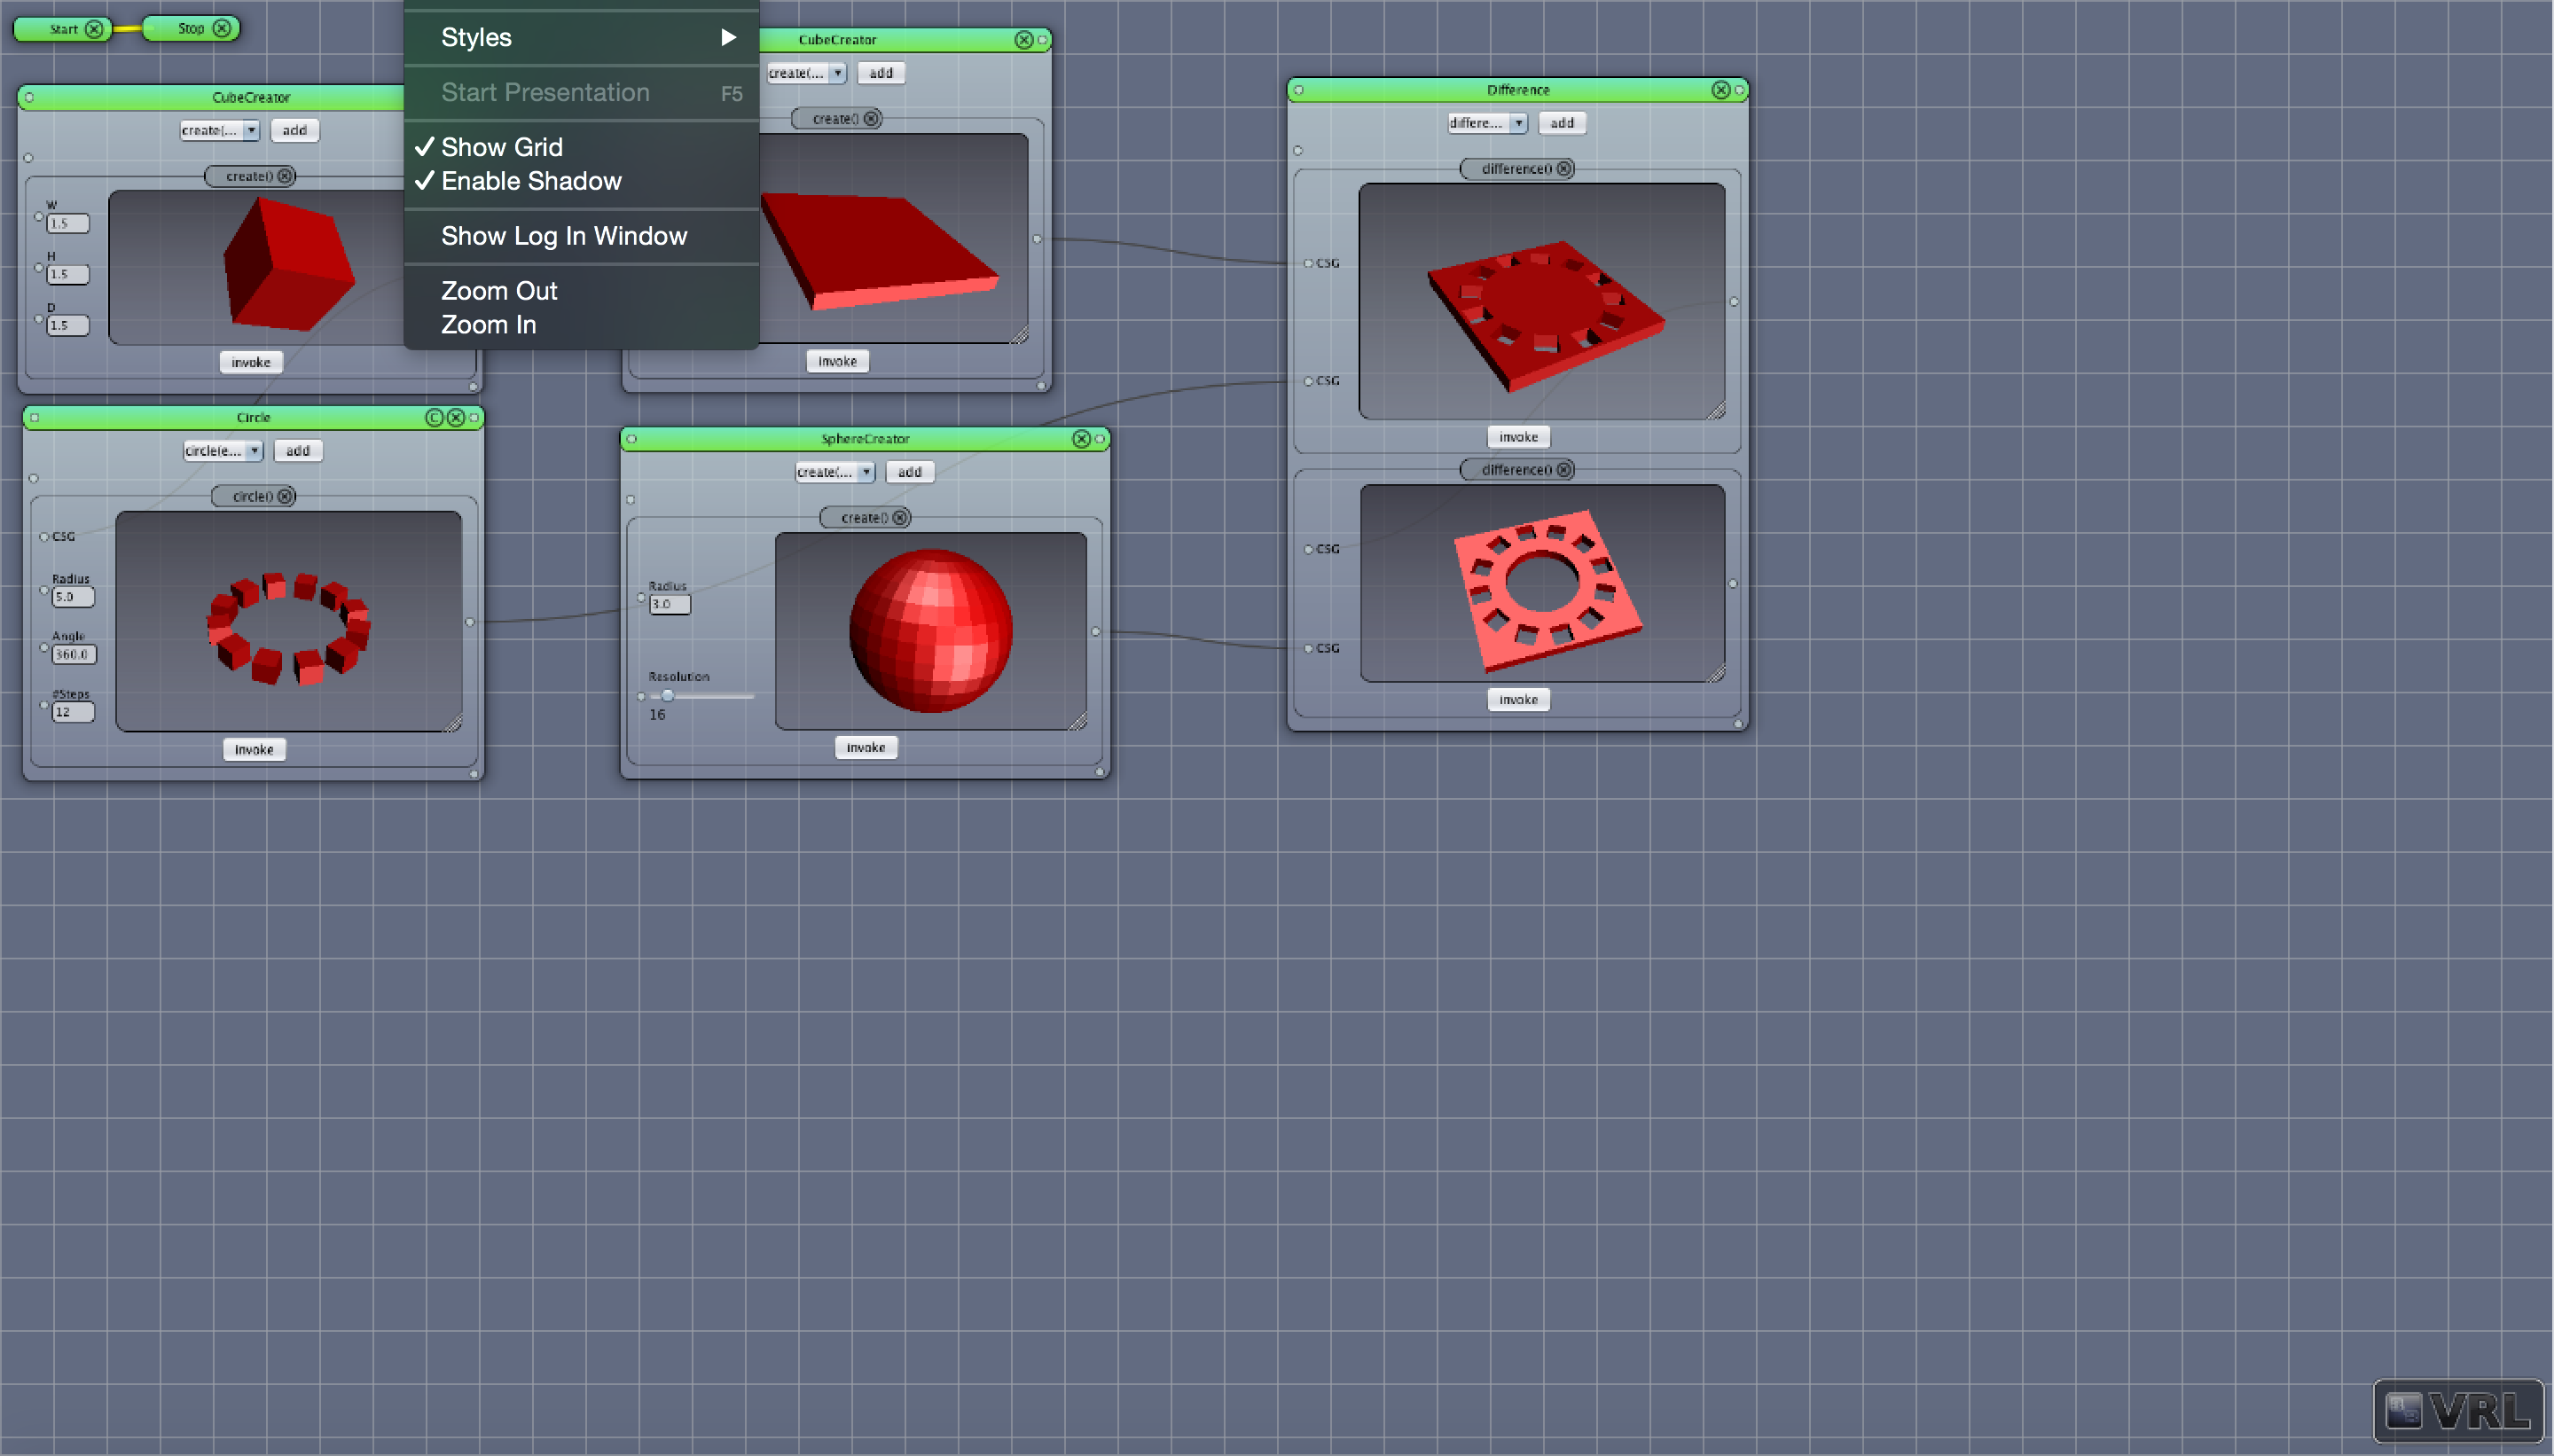 Start
Stop
Styles
Start Presentation F5
Show Grid
Enable Shadow
Show Log In Window
Zoom Out
Zoom In
CubeCreator
create(... add
create()
W
1.5
H
1.5
D
1.5
invoke
CubeCreator
create(... add
create()
invoke
Circle
C
circle(e... add
circle()
CSG
Radius
5.0
Angle
360.0
#Steps
12
invoke
SphereCreator
create(... add
create()
Radius
3.0
Resolution
16
invoke
Difference
differe... add
difference()
CSG
CSG
invoke
difference()
CSG
CSG
invoke
VRL